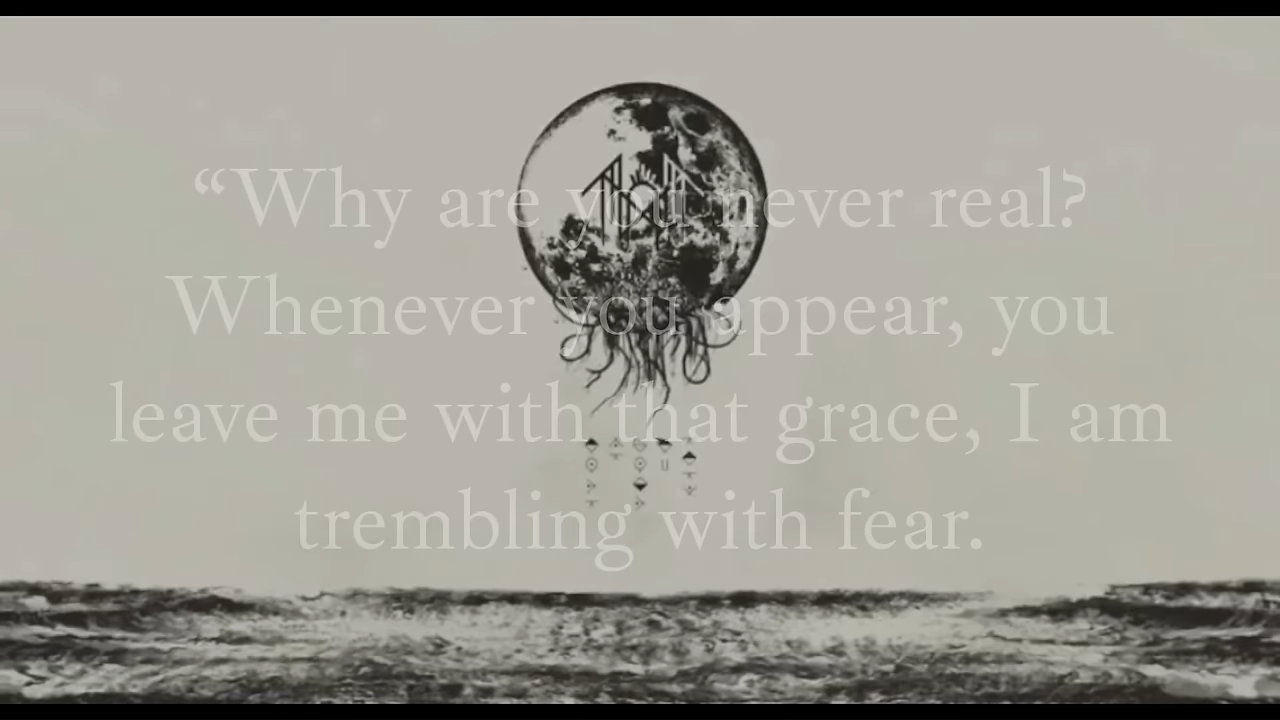 “Why are you never real?
Whenever you appear, you
leave me with that grace, I am
trembling with fear.